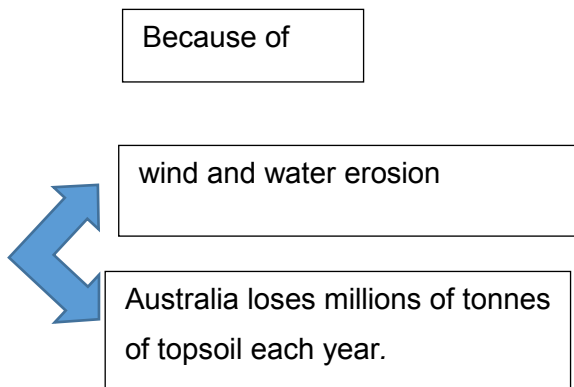 Because of
wind and water erosion
Australia loses millions of tonnes
of topsoil each year.